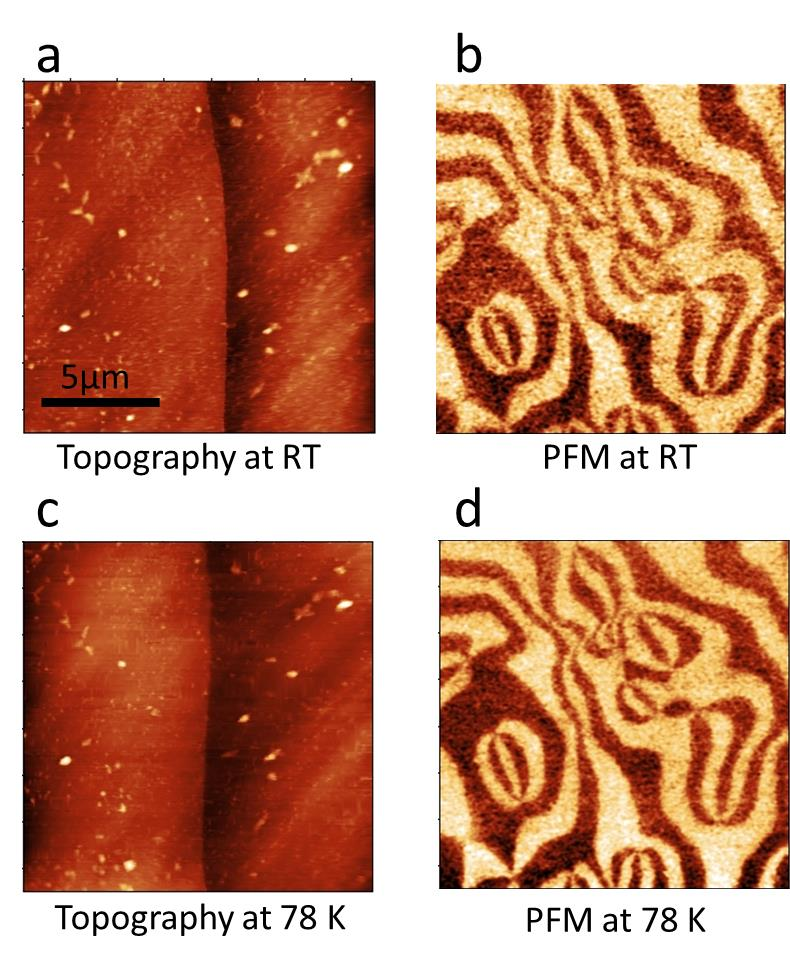 a
b
5μm
Topography at RT
PFM at RT
c
d
Topography at 78 K
PFM at 78 K